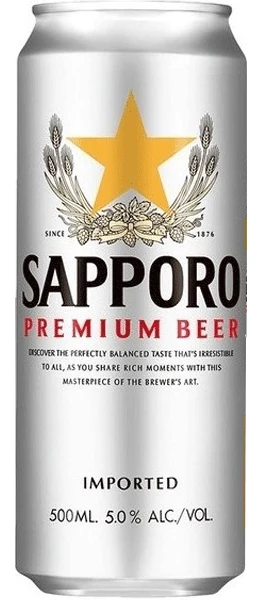 SINCE 1876
SAPPORO
PREMIUM BEER
DISCOVER THE PERFECTLY BALANCED TASTE THAT'S IRRESISTIBLE
TO ALL, AS YOU SHARE RICH MOMENTS WITH THIS
MASTERPIECE OF THE BREWER'S ART.
IMPORTED
500ML. 5.0% ALC./VOL.